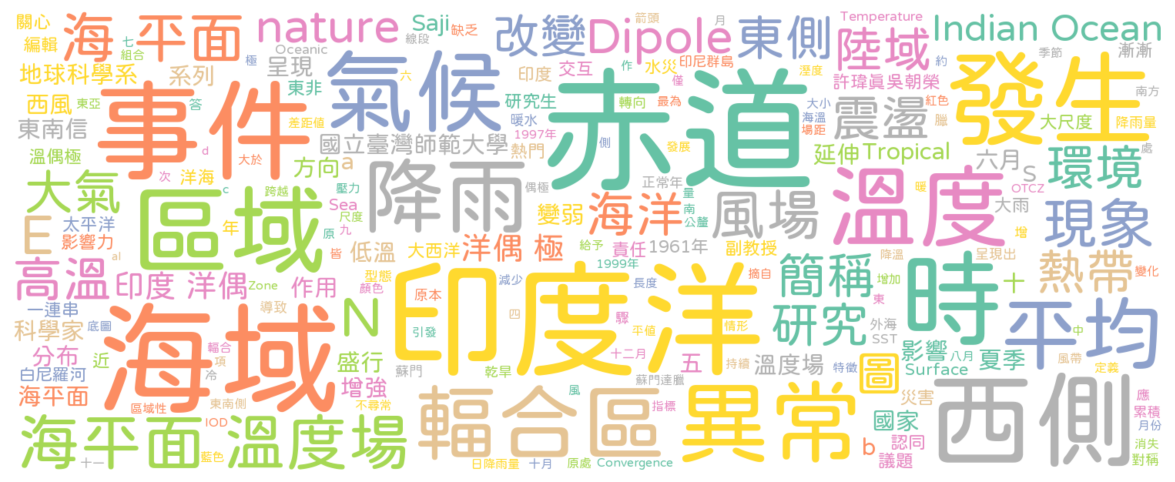 關心
編輯
海 平面
七
組合
nature
Oceanic
Saji
缺乏
改變
Dipole
箭頭
線段
月
東側
Temperature
陸域
Indian Ocean
漸漸
季節
地球科學系
系列
呈現
極
六
氣候
印度
交互
印尼群島
作
水災
僅
濕度
約
許瑋眞吳朝榮
發生
南方
西風
東亞
答
事件
東非
研究生
暖水
轉向
最為
赤道
大小
海溫
場距
震盪
紅色
臘
大尺度
降雨量
東南信
差距値
國立臺灣師範大學
1997年
熱門
側
發展
延伸
Tropical
六月
S
環境
處
溫偶極
d
大於
區域
方向
a
降雨
正常年
量
南
公釐
溫度
暖
OTCZ
大氣
次
洋海
c
跨越
壓力
尺度
九
偶極
風場
大雨
增
現象
E
太平洋
影響力
al
年
原
皆
Sea
低溫
大西洋
變弱
海洋
給予
責任
1961年
副教授
降溫
呈現出
熱帶
變化
高溫
印度 洋偶
Zone
作用
型態
顏色
洋偶 極
減少
1999年
長度
摘自
簡稱
增加
東
時
十
一連串
導致
原本
印度洋
情形
研究
外海
SST
平均
中
科學家
底圖
輻合
項
冷
海域
N
引發
四
驟
平値
十二月
持續
特徵
影響
八月
風帶
定義
分布
近
白尼羅河
盛行
蘇門
乾旱
五
溫度場
圖
Surface
夏季
海平面
區域性
東南側
增強
不尋常
風
蘇門達臘
指標
異常
災害
國家
西側
應
累積
月份
海平面
IOD
藍色
溫度場
輻合區
b
認同
議題
消失
對稱
十一
日降雨量
十月
原處
Convergence